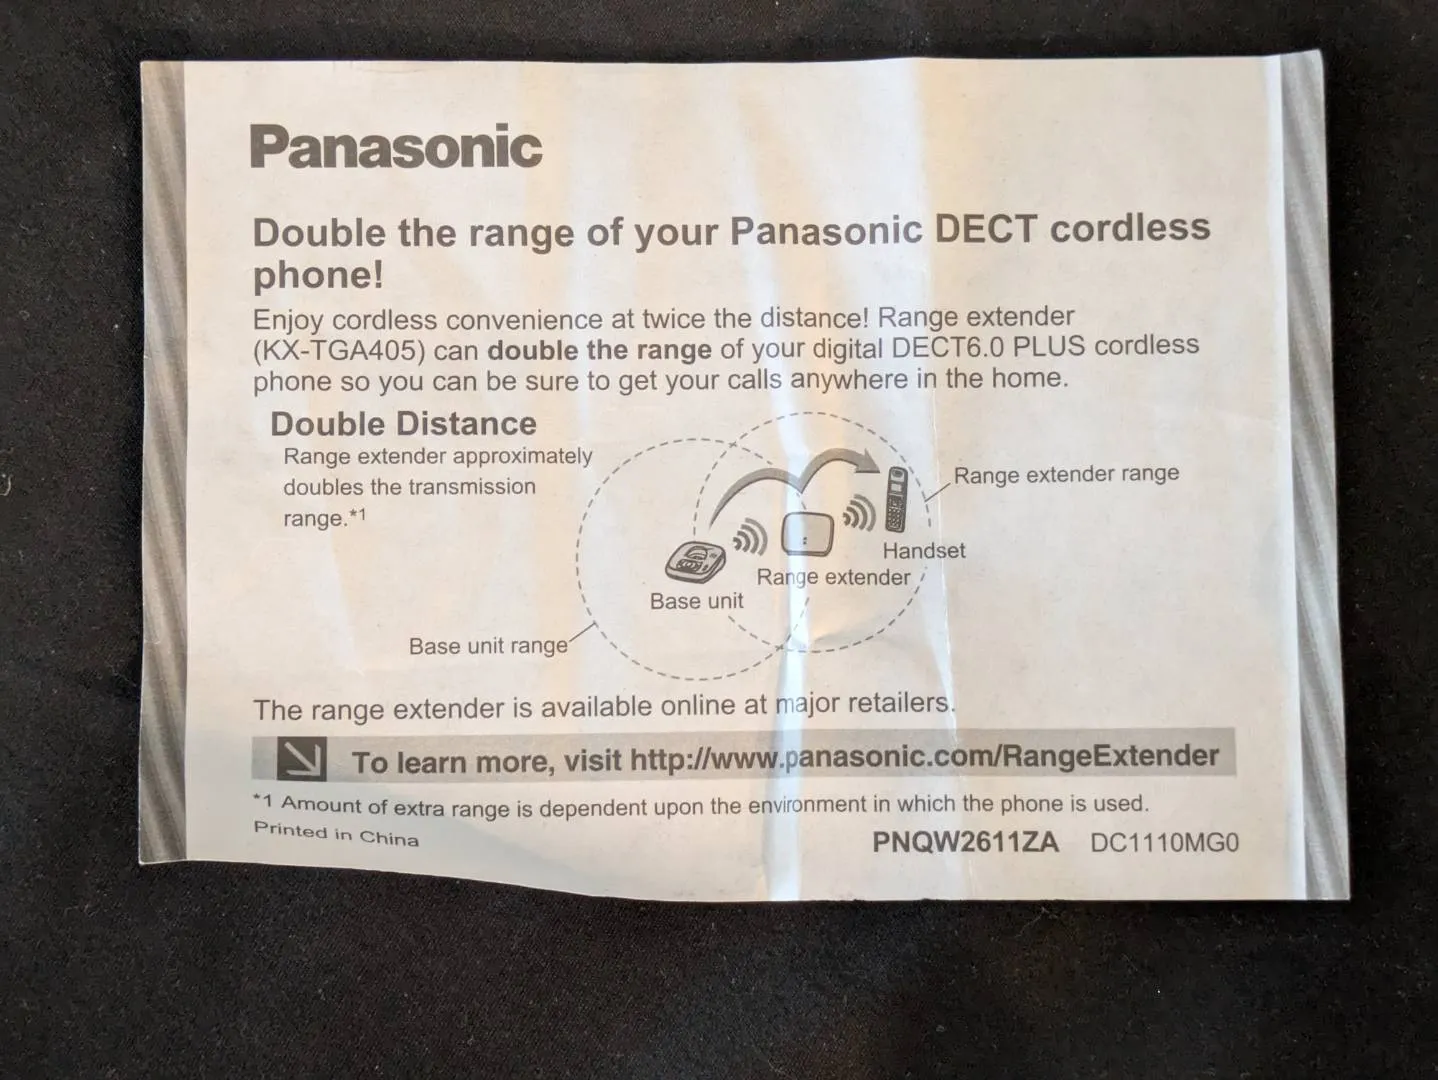 Panasonic
Double the range of your Panasonic DECT cordless
phone!
Enjoy cordless convenience at twice the distance! Range extender
(KX-TGA405) can double the range of your digital DECT6.0 PLUS cordless
phone so you can be sure to get your calls anywhere in the home.
Double Distance
Range extender approximately
doubles the transmission
range.*1
Range extender range
Handset
Range extender
Base unit
Base unit range
The range extender is available online at major retailers.
To learn more, visit http://www.panasonic.com/RangeExtender
*1 Amount of extra range is dependent upon the environment in which the phone is used.
Printed in China
PNQW2611ZA DC1110MG0